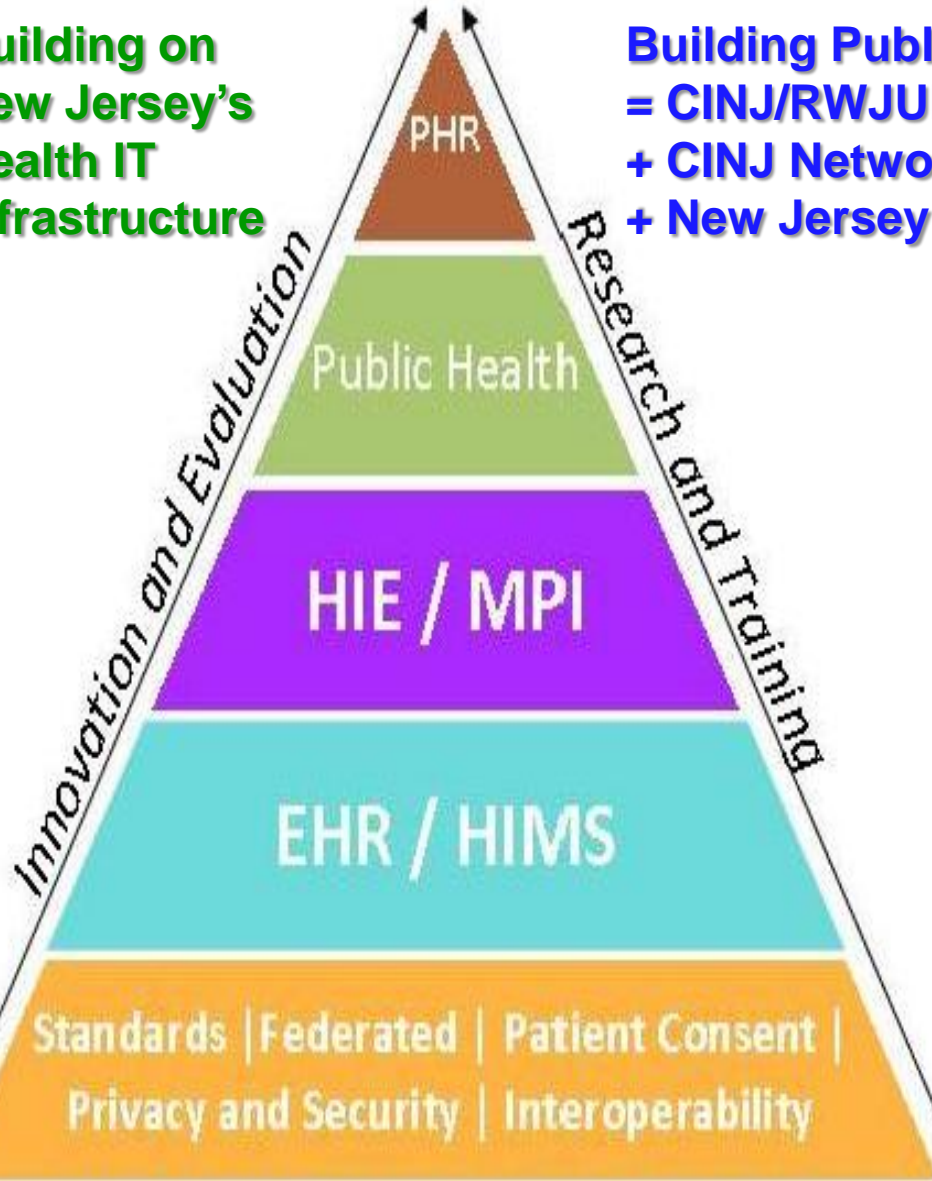 uilding on
ew Jersey's
ealth IT
frastructure
Building Publ
= CINJ/RWJU
+ CINJ Netwo
+ New Jersey
PHR
Public Health
HIE / MPI
EHR / HIMS
Standards | Federated | Patient Consent |
Privacy and Security | Interoperability
Innovation and Evaluation
Research and Training